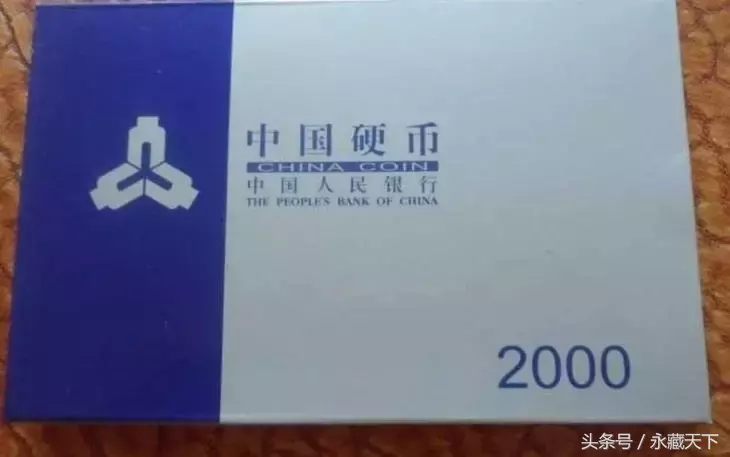 中国硬币
CHINA COIN
中国人民银行
THE PEOPLE'S BANK OF CHINA
2000
头条号／永藏天下